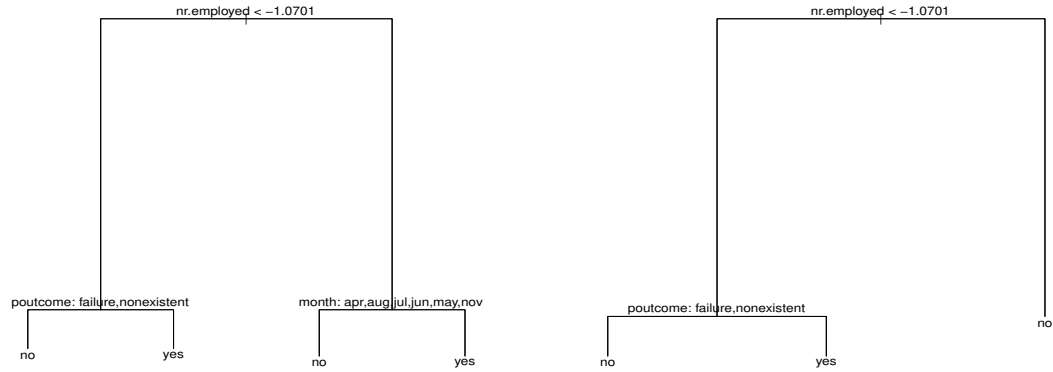 nr.employed < −1.0701
poutcome: failure,nonexistent
month: apr,aug,jul,jun,may,nov
no
yes
no
yes
nr.employed < −1.0701
poutcome: failure,nonexistent
no
no
yes